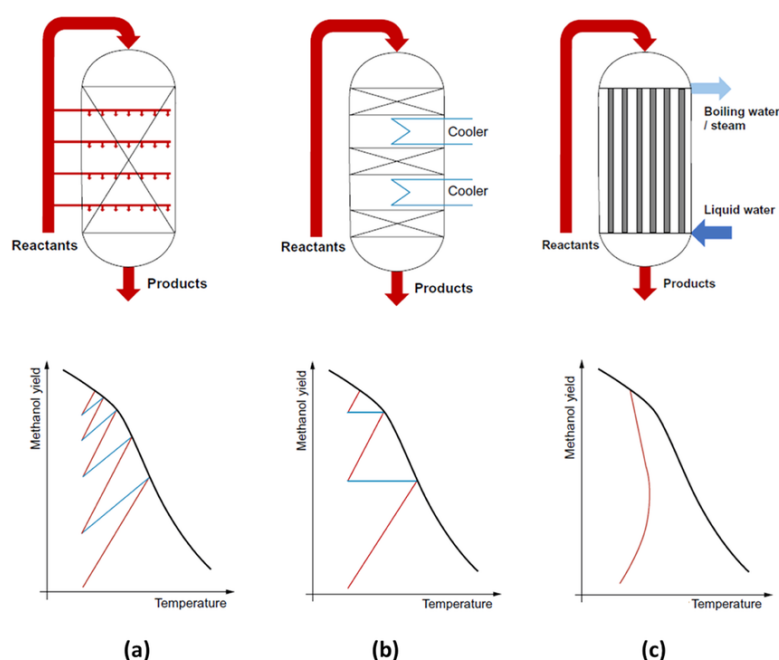 Reactants
Products
Cooler
Cooler
Reactants
Products
Boiling water
/ steam
Liquid water
Reactants
Products
Methanol yield
Temperature
Methanol yield
Temperature
Methanol yield
Temperature
(a)
(b)
(c)